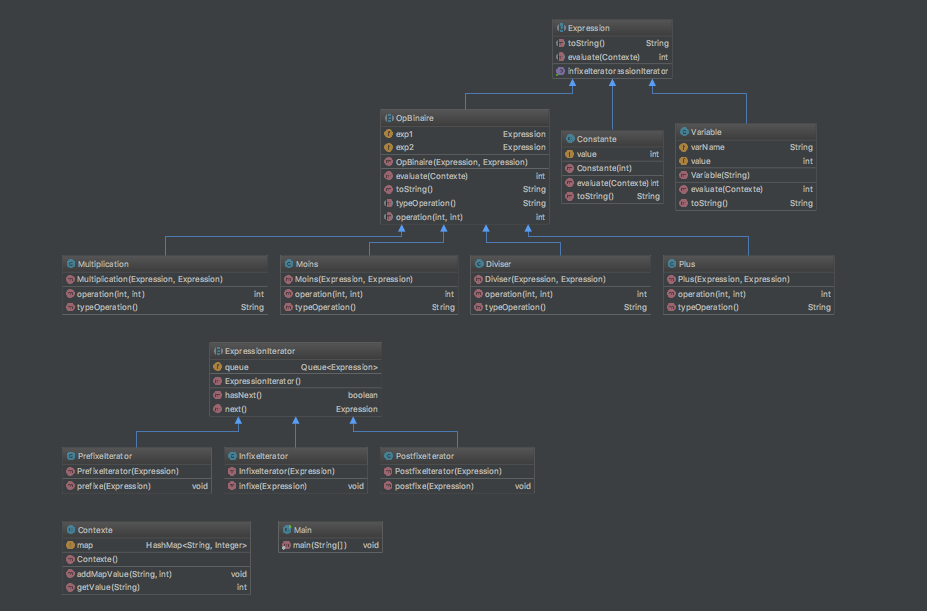 Expression
toString() String
evaluate(Contexte) int
infixeIterator :essionIterator
OpBinaire
exp1 Expression
exp2 Expression
OpBinaire(Expression, Expression)
evaluate(Contexte) int
toString() String
typeOperation() String
operation(int, int) int
Constante
value int
Constante(int)
evaluate(Contexte) int
toString() String
Variable
varName String
value int
Variable(String)
evaluate(Contexte) int
toString() String
Multiplication
Multiplication(Expression, Expression)
operation(int, int) int
typeOperation() String
Moins
Moins(Expression, Expression)
operation(int, int) int
typeOperation() String
Diviser
Diviser(Expression, Expression)
operation(int, int) int
typeOperation() String
Plus
Plus(Expression, Expression)
operation(int, int) int
typeOperation() String
ExpressionIterator
queue Queue<Expression>
ExpressionIterator()
hasNext() boolean
next() Expression
PrefixeIterator
PrefixeIterator(Expression)
prefixe(Expression) void
InfixeIterator
InfixeIterator(Expression)
infixe(Expression) void
PostfixeIterator
PostfixeIterator(Expression)
postfixe(Expression) void
Contexte
map HashMap<String, Integer>
Contexte()
addMapValue(String, int) void
getValue(String) int
Main
main(String[]) void